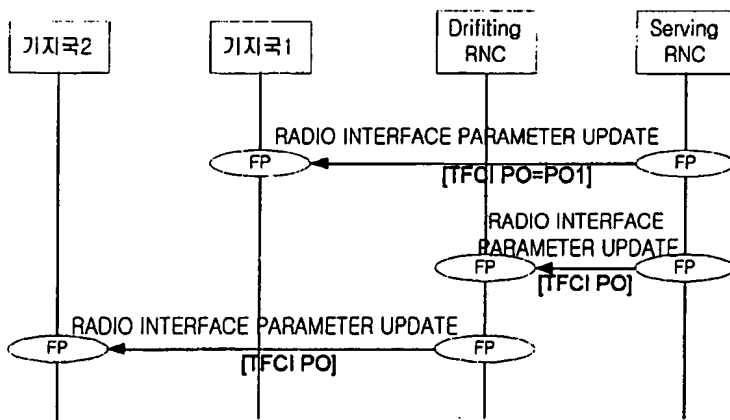 기지국2
기지국1
Drifiting
RNC
Serving
RNC
RADIO INTERFACE PARAMETER UPDATE
FP
FP
[TFCI PO=PO1]
RADIO INTERFACE
PARAMETER UPDATE
FP
FP
[TFCI PO]
RADIO INTERFACE PARAMETER UPDATE
FP
FP
[TFCI PO]